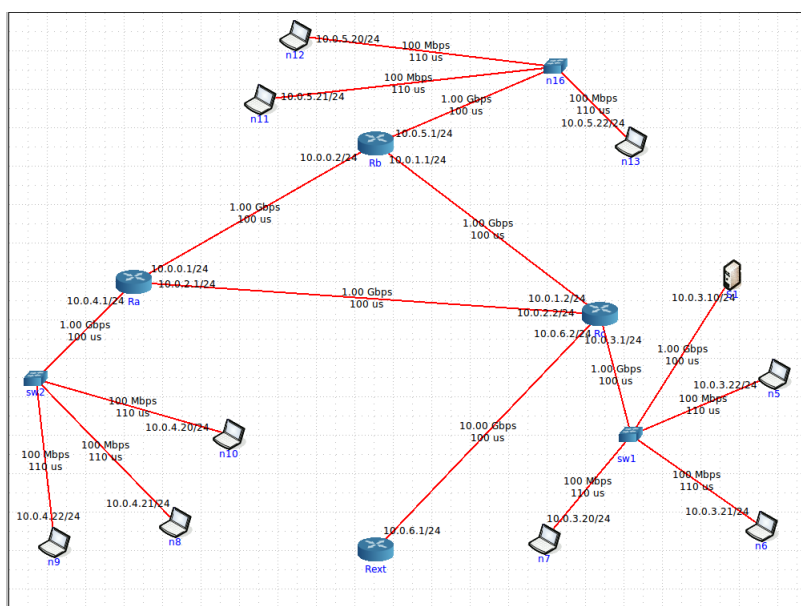 10.0.5.20/24
100 Mbps
110 us
n12
100 Mbps
110 us
10.0.5.21/24
n11
n16
1.00 Gbps
100 us
100 Mbps
110 us
10.0.5.22/24
n13
10.0.5.1/24
10.0.0.2/24
10.0.1.1/24
Rb
1.00 Gbps
100 us
1.00 Gbps
100 us
10.0.0.1/24
10.0.2.1/24
10.0.4.1/24
Ra
1.00 Gbps
100 us
10.0.1.2/24
10.0.2.2/24
10.0.6.2/24
10.0.3.1/24
10.0.3.10/24
1.00 Gbps
100 us
1.00 Gbps
100 us
1.00 Gbps
100 us
sw2
10.0.3.22/24
n5
100 Mbps
110 us
100 Mbps
110 us
10.0.4.20/24
n10
100 Mbps
110 us
100 Mbps
110 us
10.00 Gbps
100 us
sw1
100 Mbps
110 us
100 Mbps
110 us
10.0.4.22/24
n9
10.0.4.21/24
n8
10.0.6.1/24
Rext
10.0.3.20/24
n7
10.0.3.21/24
n6